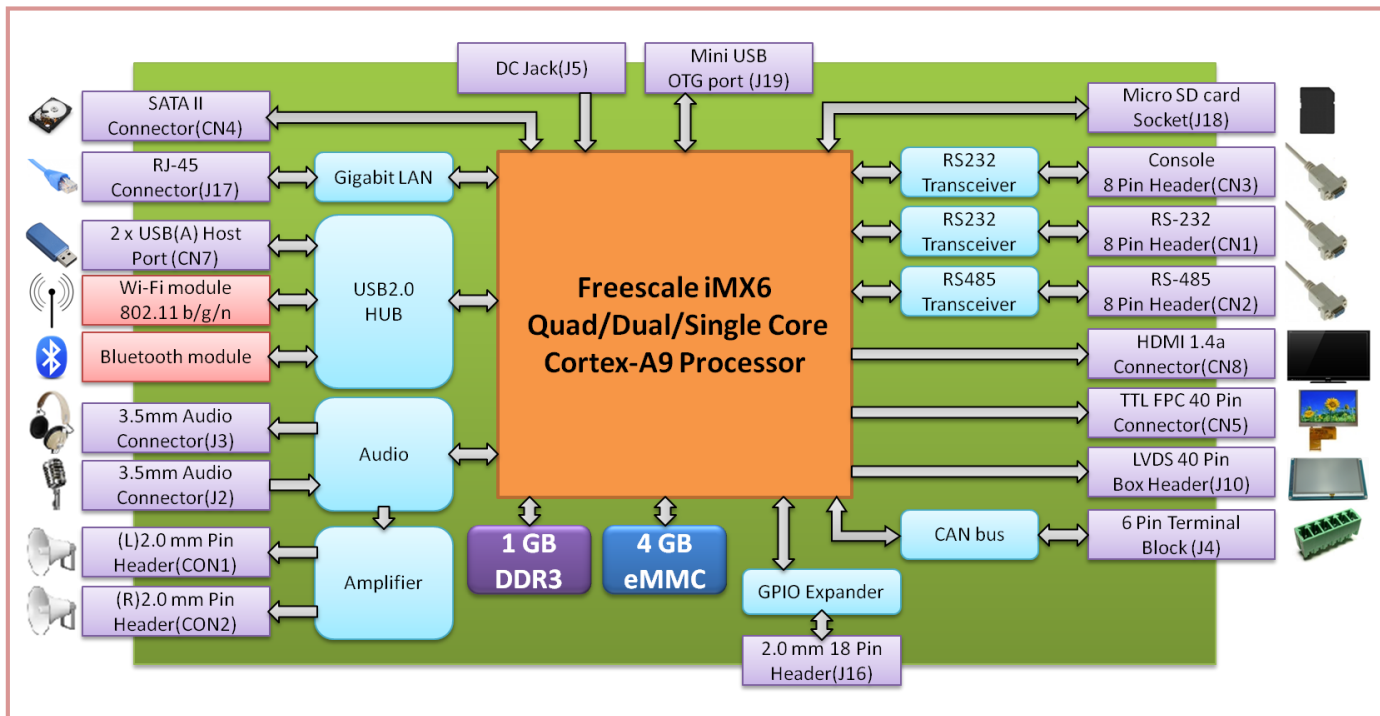 DC Jack(J5)
Mini USB
OTG port (J19)
SATA II
Connector(CN4)
RJ-45
Connector(J17)
Gigabit LAN
2 x USB(A) Host
Port (CN7)
Wi-Fi module
802.11 b/g/n
Bluetooth module
USB2.0
HUB
3.5mm Audio
Connector(J3)
3.5mm Audio
Connector(J2)
Audio
(L)2.0 mm Pin
Header(CON1)
(R)2.0 mm Pin
Header(CON2)
Amplifier
Freescale iMX6
Quad/Dual/Single Core
Cortex-A9 Processor
1 GB
DDR3
4 GB
eMMC
GPIO Expander
2.0 mm 18 Pin
Header(J16)
Micro SD card
Socket(J18)
RS232
Transceiver
Console
8 Pin Header(CN3)
RS232
Transceiver
RS-232
8 Pin Header(CN1)
RS485
Transceiver
RS-485
8 Pin Header(CN2)
HDMI 1.4a
Connector(CN8)
TTL FPC 40 Pin
Connector(CN5)
LVDS 40 Pin
Box Header(J10)
CAN bus
6 Pin Terminal
Block (J4)